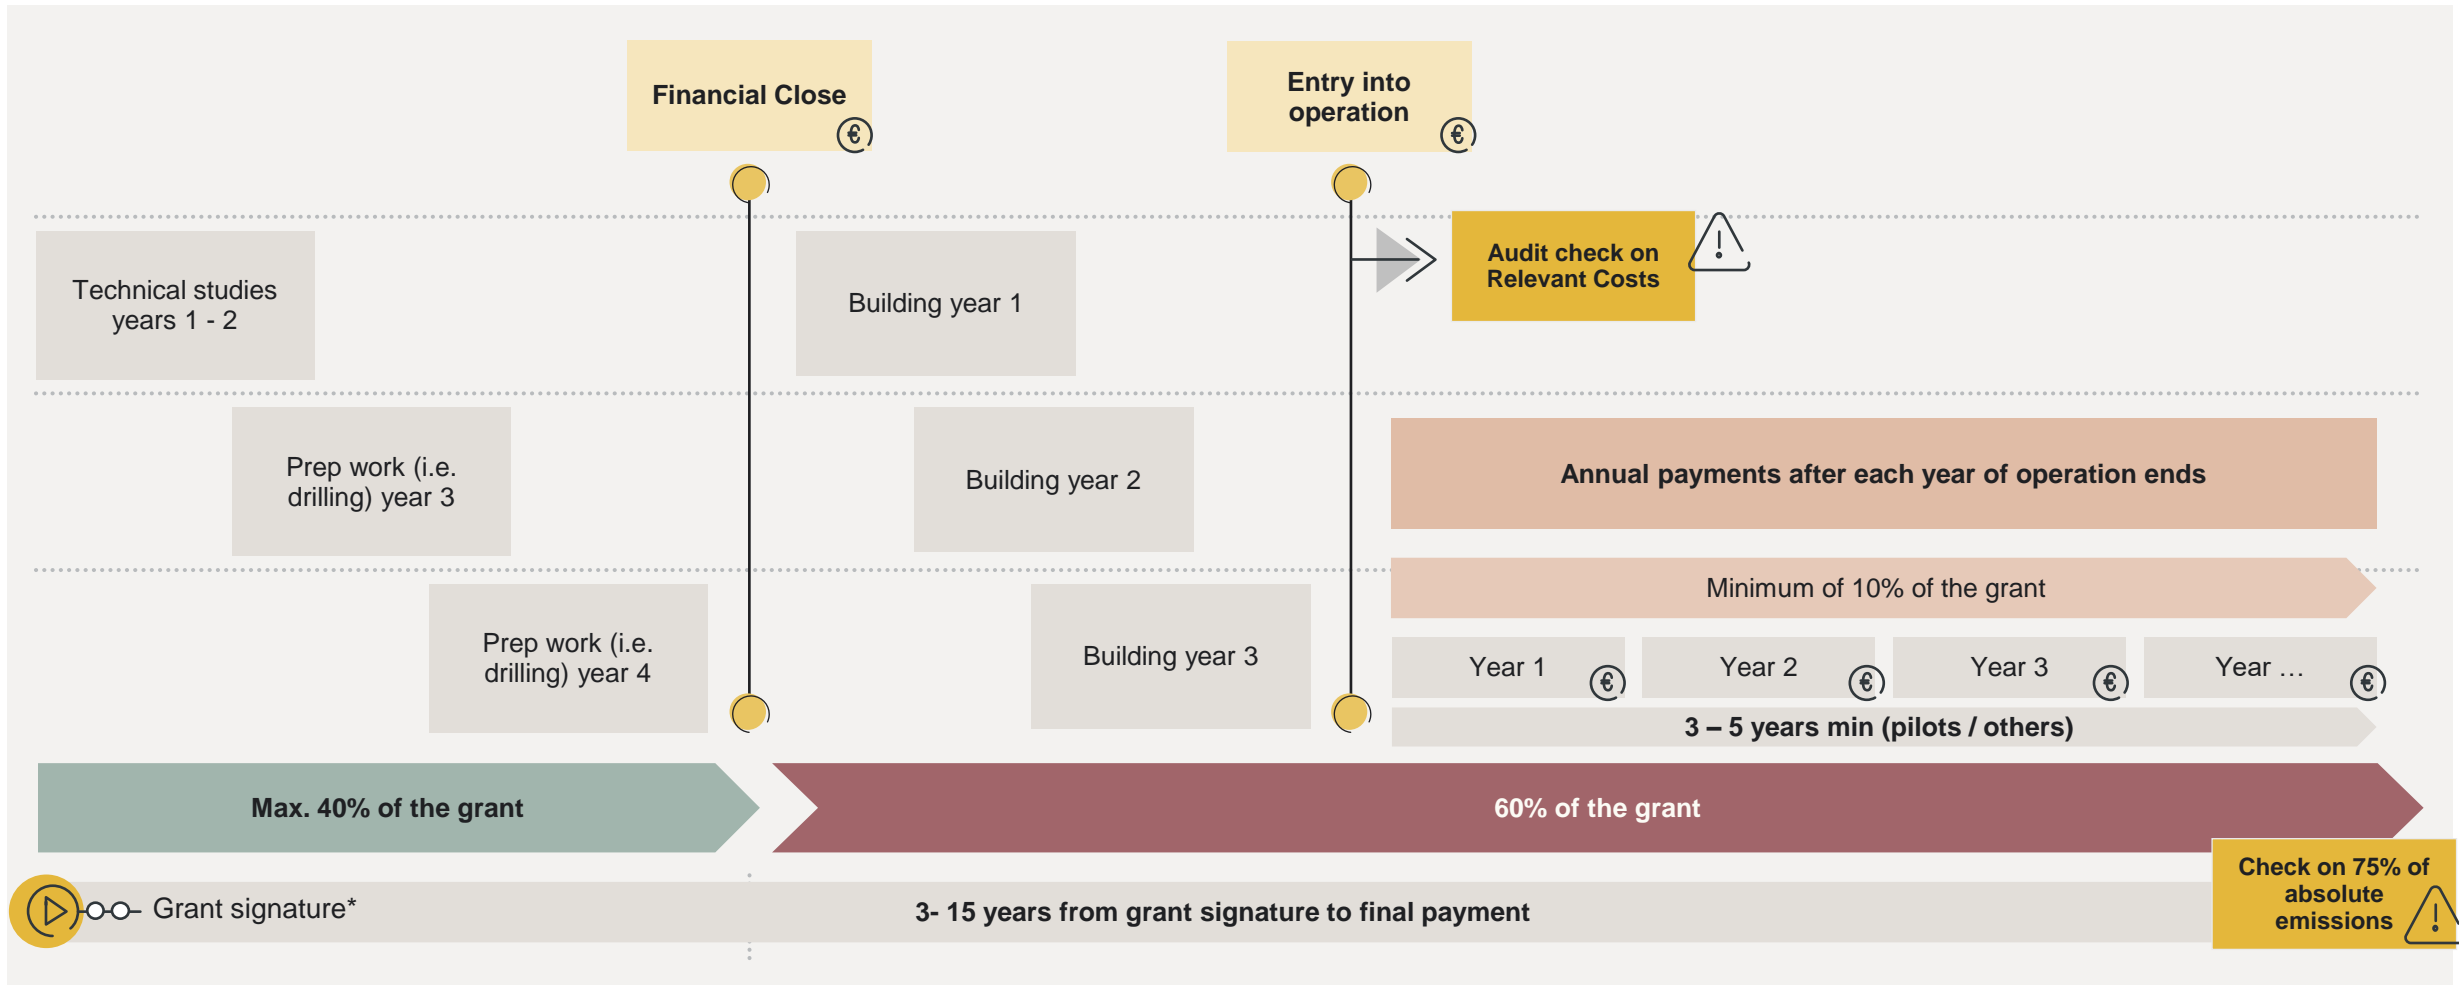 Financial Close
€
Entry into
operation
€
Technical studies
years 1 - 2
Building year 1
Audit check on
Relevant Costs
Prep work (i.e.
drilling) year 3
Building year 2
Annual payments after each year of operation ends
Minimum of 10% of the grant
Prep work (i.e.
drilling) year 4
Building year 3
Year 1
€
Year 2
€
Year 3
€
Year …
€
3 – 5 years min (pilots / others)
Max. 40% of the grant
60% of the grant
Grant signature*
3- 15 years from grant signature to final payment
Check on 75% of
absolute
emissions